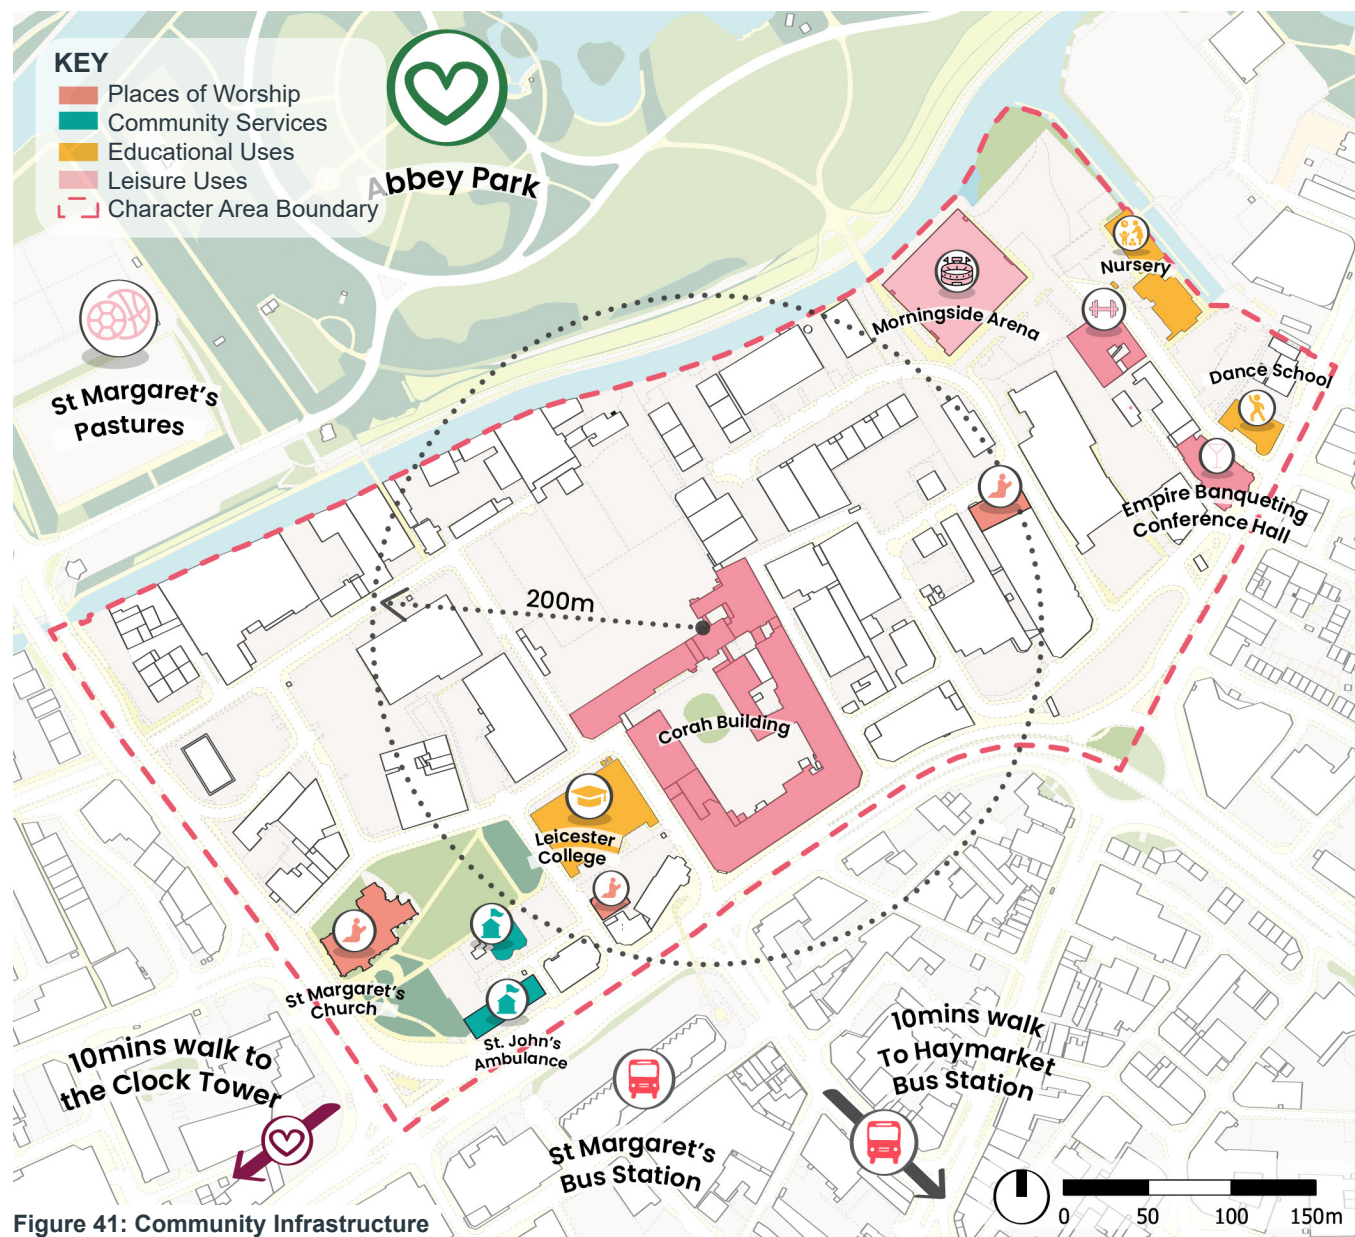 KEY
Places of Worship
Community Services
Educational Uses
Leisure Uses
Character Area Boundary
Abbey Park
St Margaret's
Pastures
Nursery
Morningside Arena
Dance School
Empire Banqueting
Conference Hall
200m
Corah Building
Leicester
College
St Margaret's
Church
St. John's
Ambulance
10mins walk to
the Clock Tower
10mins walk
To Haymarket
Bus Station
St Margaret's
Bus Station
0 50 100 150m
Figure 41: Community Infrastructure